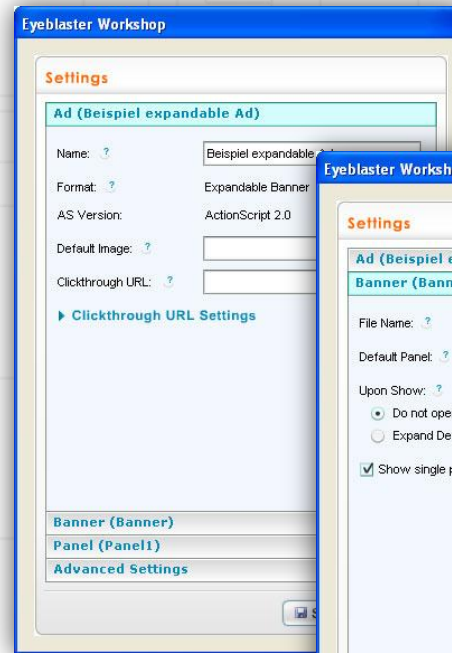 Eyeblaster Workshop
Settings
Ad (Beispiel expandable Ad)
Name: ?
Beispiel expandable
Format: ?
Expandable Banner
AS Version:
ActionScript 2.0
Default Image: ?
Clickthrough URL: ?
Clickthrough URL Settings
Banner (Banner)
Panel (Panel1)
Advanced Settings
Eyeblaster Worksh
Settings
Ad (Beispiel e
Banner (Bann
File Name: ?
Default Panel: ?
Upon Show: ?
Do not ope
Expand De
Show single p